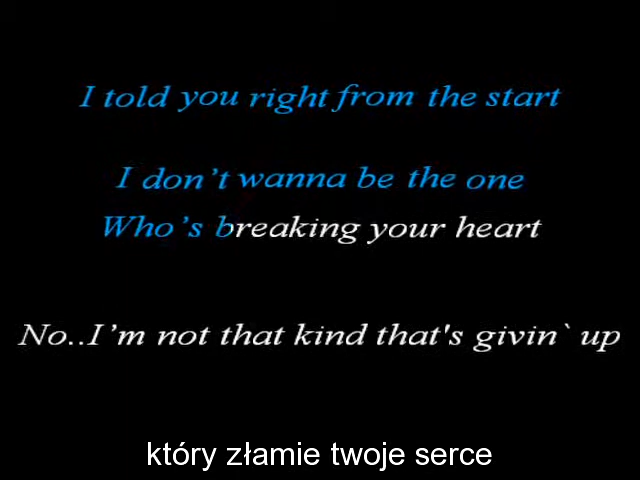 I told you right from the start
I don't wanna be the one
Who's breaking your heart
No..I'm not that kind that's givin` up
który złamie twoje serce